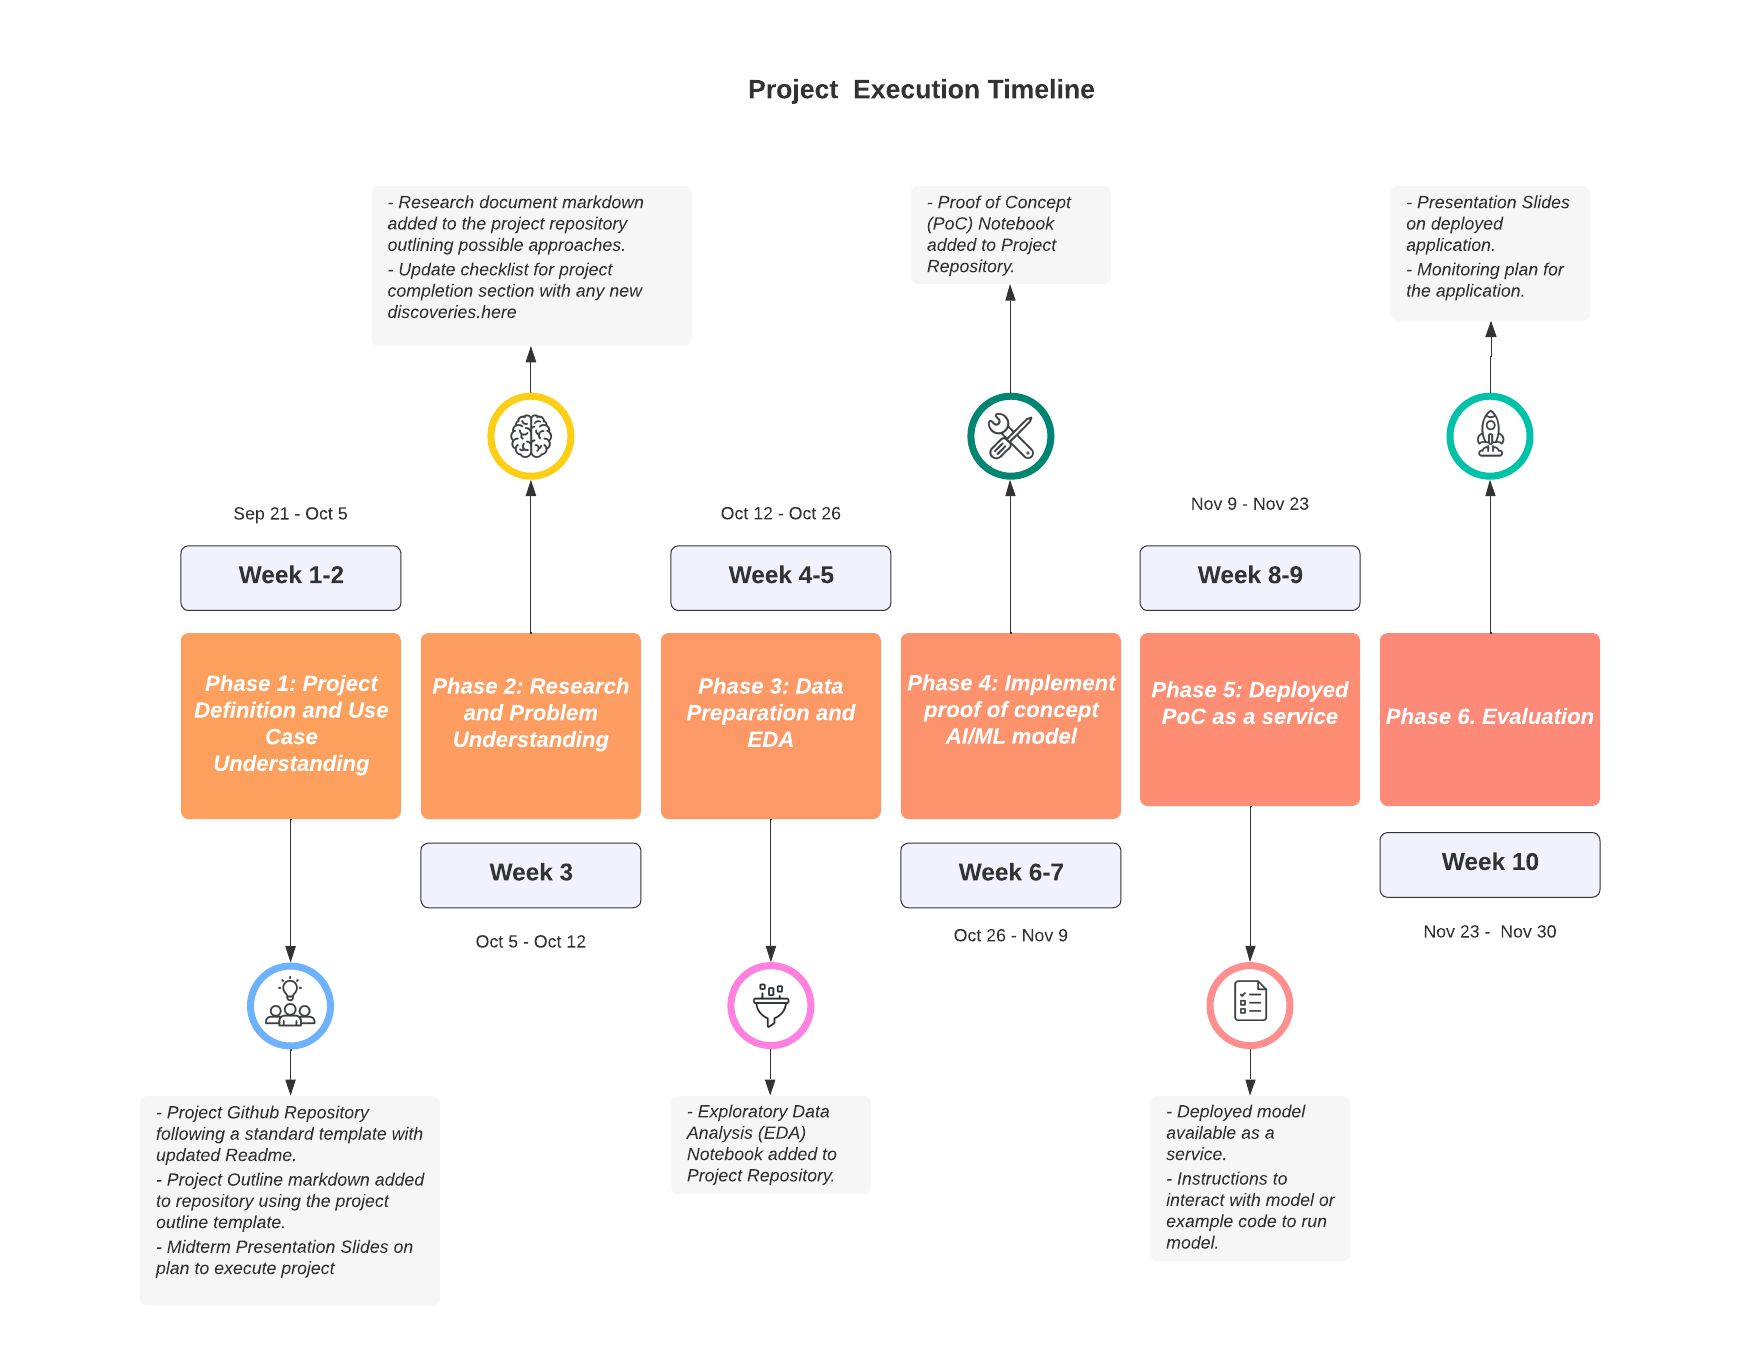 Project  Execution Timeline
- Research document markdown
added to the project repository
outlining possible approaches.
- Update checklist for project
completion section with any new
discoveries.here
- Proof of Concept
(PoC) Notebook
added to Project
Repository.
- Presentation Slides
on deployed
application.
- Monitoring plan for
the application.
Sep 21 - Oct 5
Oct 12 - Oct 26
Nov 9 - Nov 23
Week 1-2
Week 4-5
Week 8-9
Phase 1: Project
Definition and Use
Case
Understanding
Phase 2: Research
and Problem
Understanding
Phase 3: Data
Preparation and
EDA
Phase 4: Implement
proof of concept
AI/ML model
Phase 5: Deployed
PoC as a service
Phase 6. Evaluation
Week 3
Week 6-7
Week 10
Oct 5 - Oct 12
Oct 26 - Nov 9
Nov 23 -  Nov 30
- Project Github Repository
following a standard template with
updated Readme.
- Project Outline markdown added
to repository using the project
outline template.
- Midterm Presentation Slides on
plan to execute project
- Exploratory Data
Analysis (EDA)
Notebook added to
Project Repository.
- Deployed model
available as a
service.
- Instructions to
interact with model or
example code to run
model.